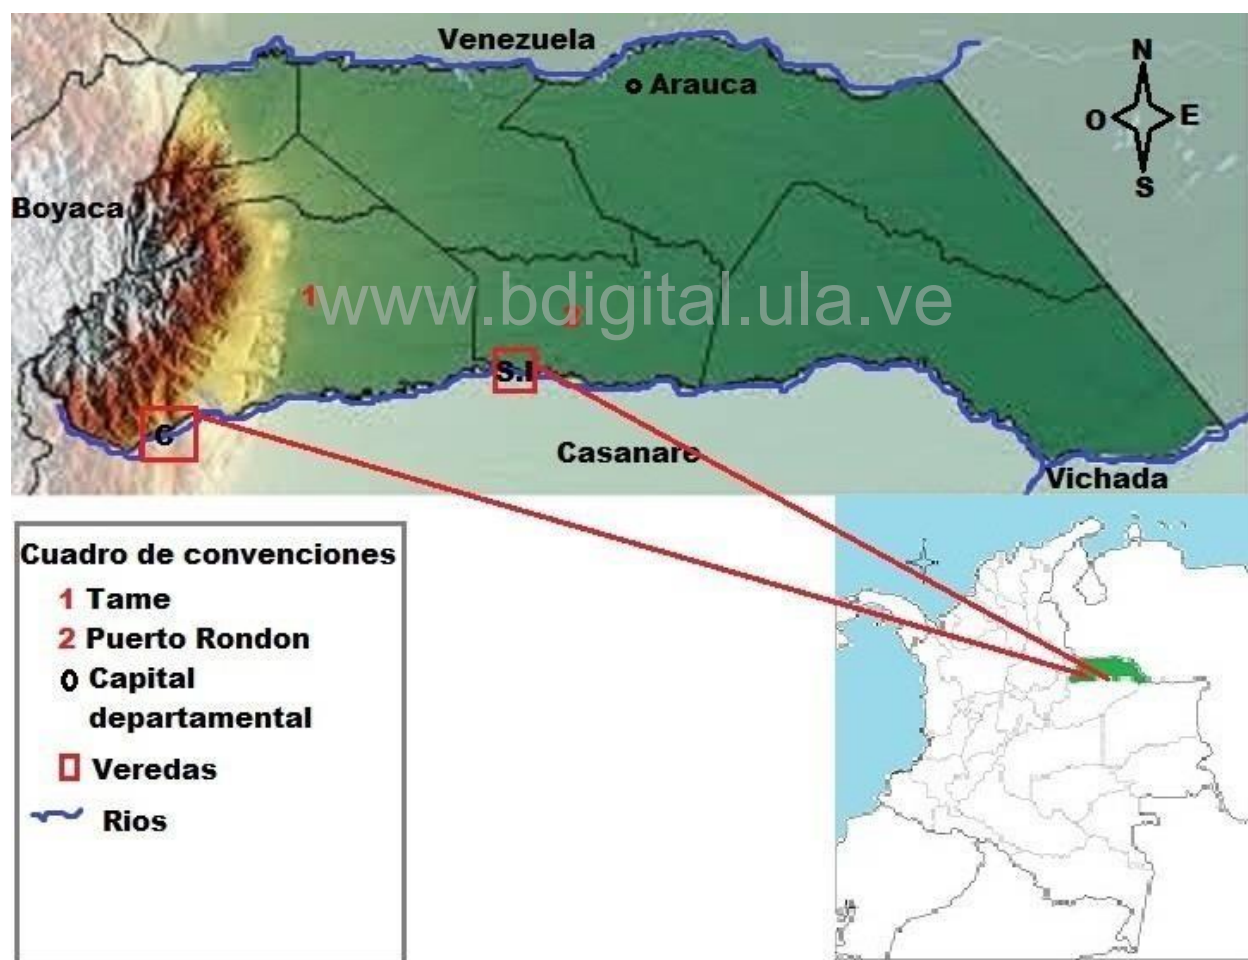 Venezuela
Arauca
N
O E
S
Boyaca
1
www.bdigital.ula.ve
2
S.I
C
Casanare
Vichada
Cuadro de convenciones
1 Tame
2 Puerto Rondon
Capital
departamental
Veredas
Rios